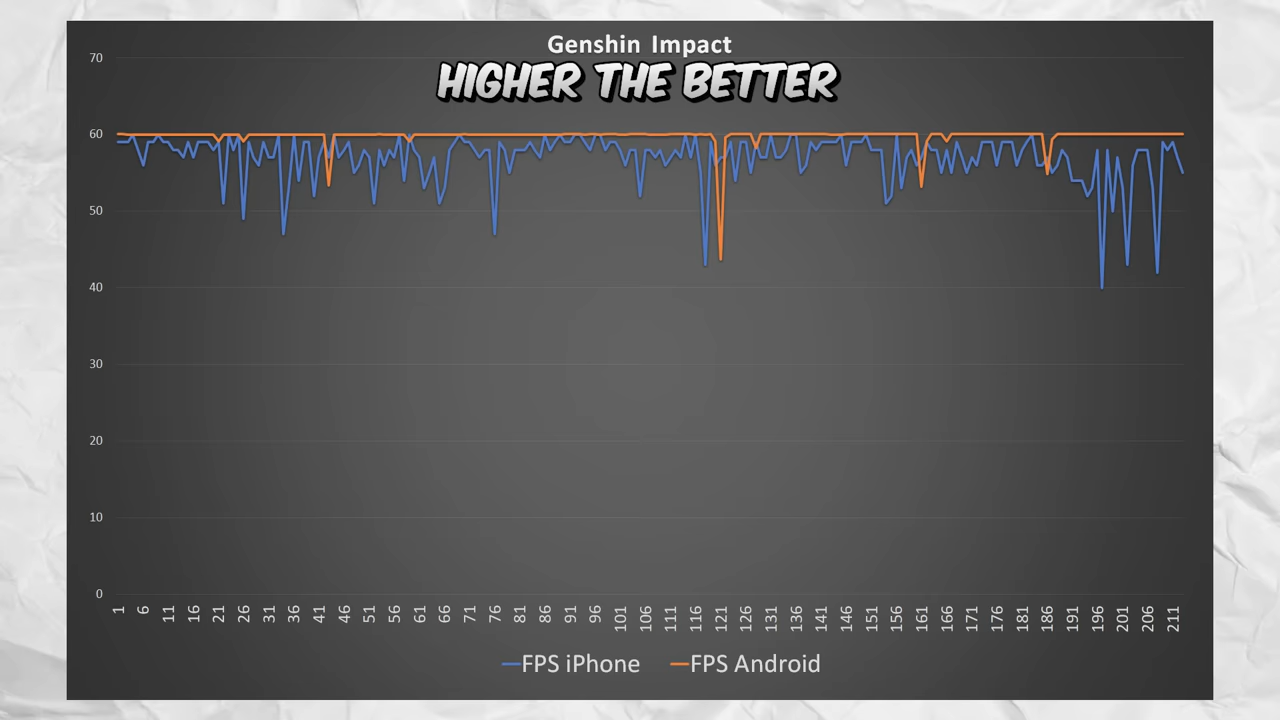 Genshin Impact
HIGHER THE BETTER
70
60
50
40
30
20
10
0
1 6 11 16 21 26 31 36 41 46 51 56 61 66 71 76 81 86 91 96 101 106 111 116 121 126 131 136 141 146 151 156 161 166 171 176 181 186 191 196 201 206 211
FPS iPhone FPS Android